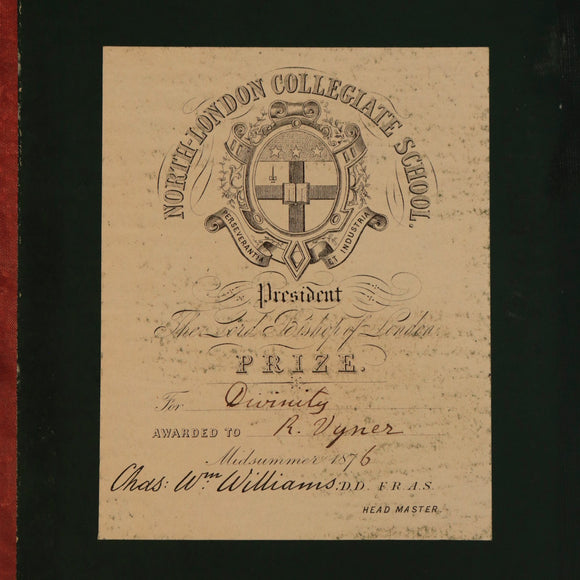 NORTH-LONDON COLLEGIATE SCHOOL,
PERSEVERANTIA ET INDUSTRIA
President
The Lord Bishop of London
PRIZE.
For Divinity
AWARDED TO R. Vyner
Midsummer 1876
Chas: Wm Williams. D.D. F.R.A.S.
HEAD MASTER.